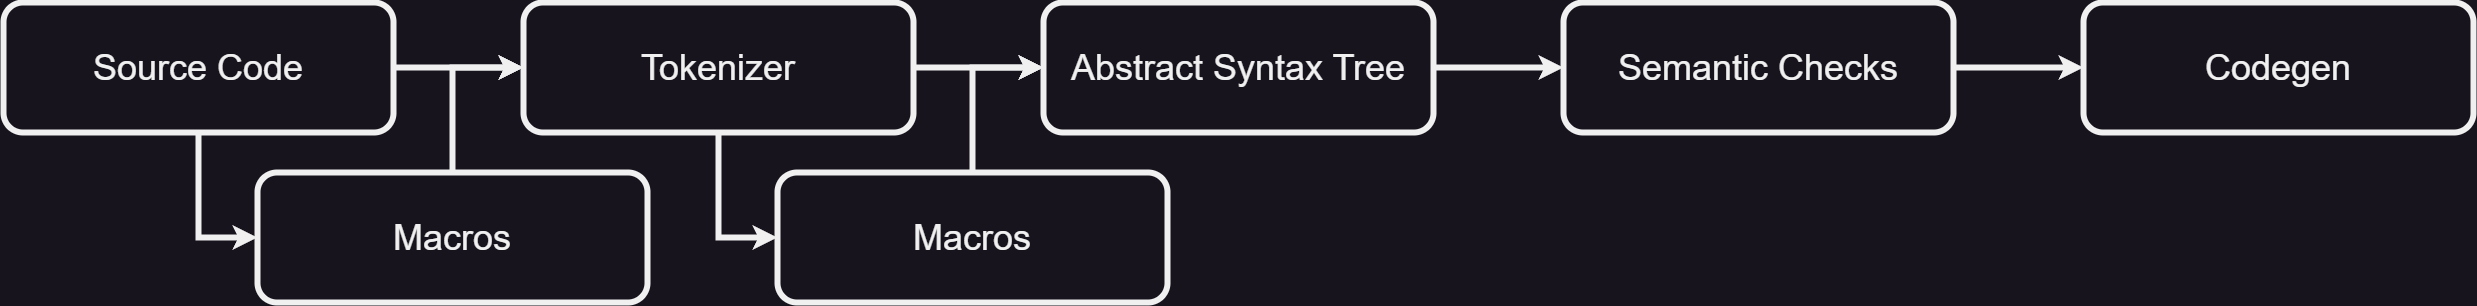 Source Code
Tokenizer
Abstract Syntax Tree
Semantic Checks
Codegen
Macros
Macros